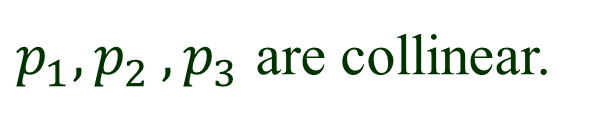 p₁, p₂ , p₃ are collinear.